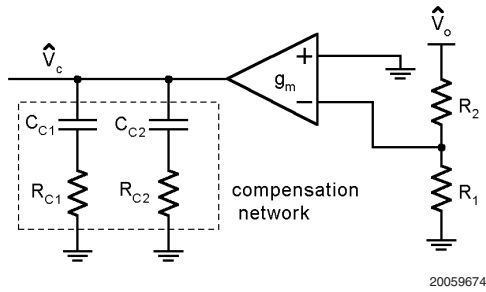 V̂c
V̂o
+
gm
−
R2
CC1
CC2
RC1
RC2
R1
compensation
network
20059674